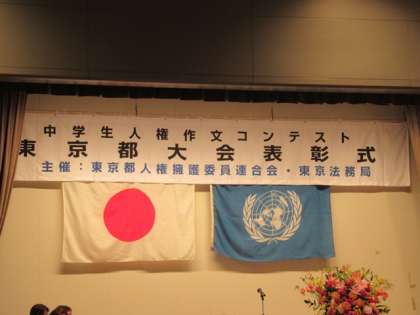 中学生人権作文コンテスト
東京都大会表彰式
主催：東京都人権擁護委員連合会・東京法務局